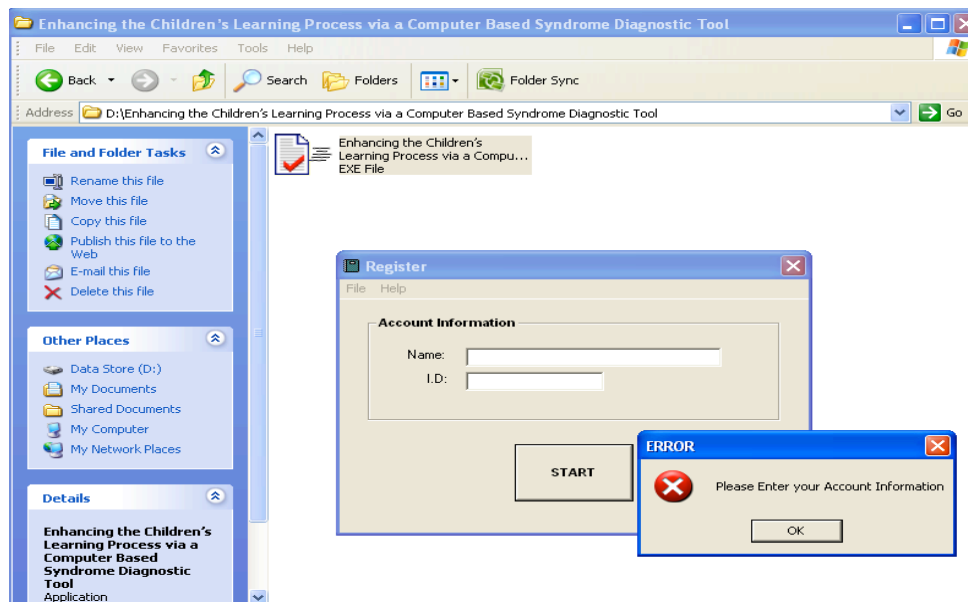 Enhancing the Children's Learning Process via a Computer Based Syndrome Diagnostic Tool
File Edit View Favorites Tools Help
Back Search Folders Folder Sync
Address D:\Enhancing the Children's Learning Process via a Computer Based Syndrome Diagnostic Tool Go
File and Folder Tasks
Rename this file
Move this file
Copy this file
Publish this file to the
Web
E-mail this file
Delete this file
Other Places
Data Store (D:)
My Documents
Shared Documents
My Computer
My Network Places
Details
Enhancing the Children's
Learning Process via a
Computer Based
Syndrome Diagnostic
Tool
Application
Enhancing the Children's
Learning Process via a Compu...
EXE File
Register
File Help
Account Information
Name:
I.D:
START
ERROR
Please Enter your Account Information
OK